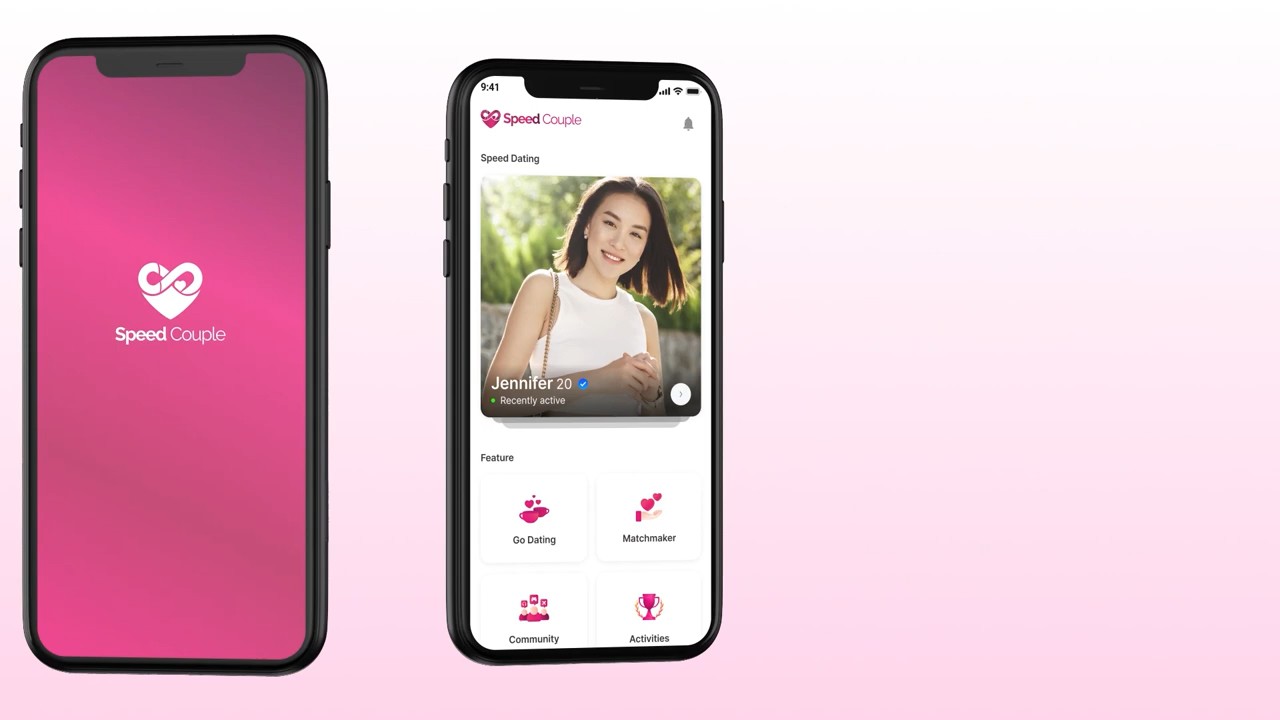 Speed Couple
9:41
Speed Couple
Speed Dating
Jennifer 20
Recently active
Feature
Go Dating
Matchmaker
Community
Activities